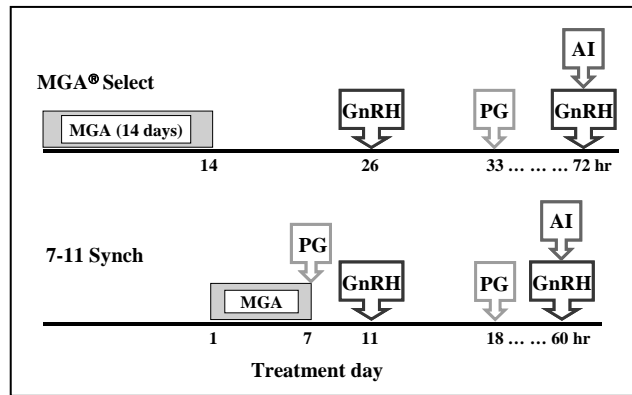 AI
MGA® Select
GnRH
PG
GnRH
MGA (14 days)
14
26
33 ... ... ... 72 hr
AI
7-11 Synch
PG
GnRH
PG
GnRH
MGA
1
7
11
18 ... ... 60 hr
Treatment day